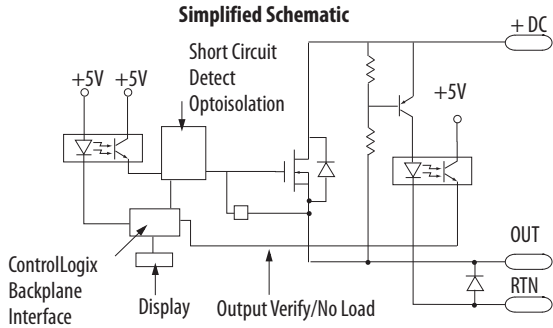 Simplified Schematic
+ DC
Short Circuit
Detect
Optoisolation
+5V
+5V
+5V
OUT
RTN
ControlLogix
Backplane
Interface
Display
Output Verify/No Load